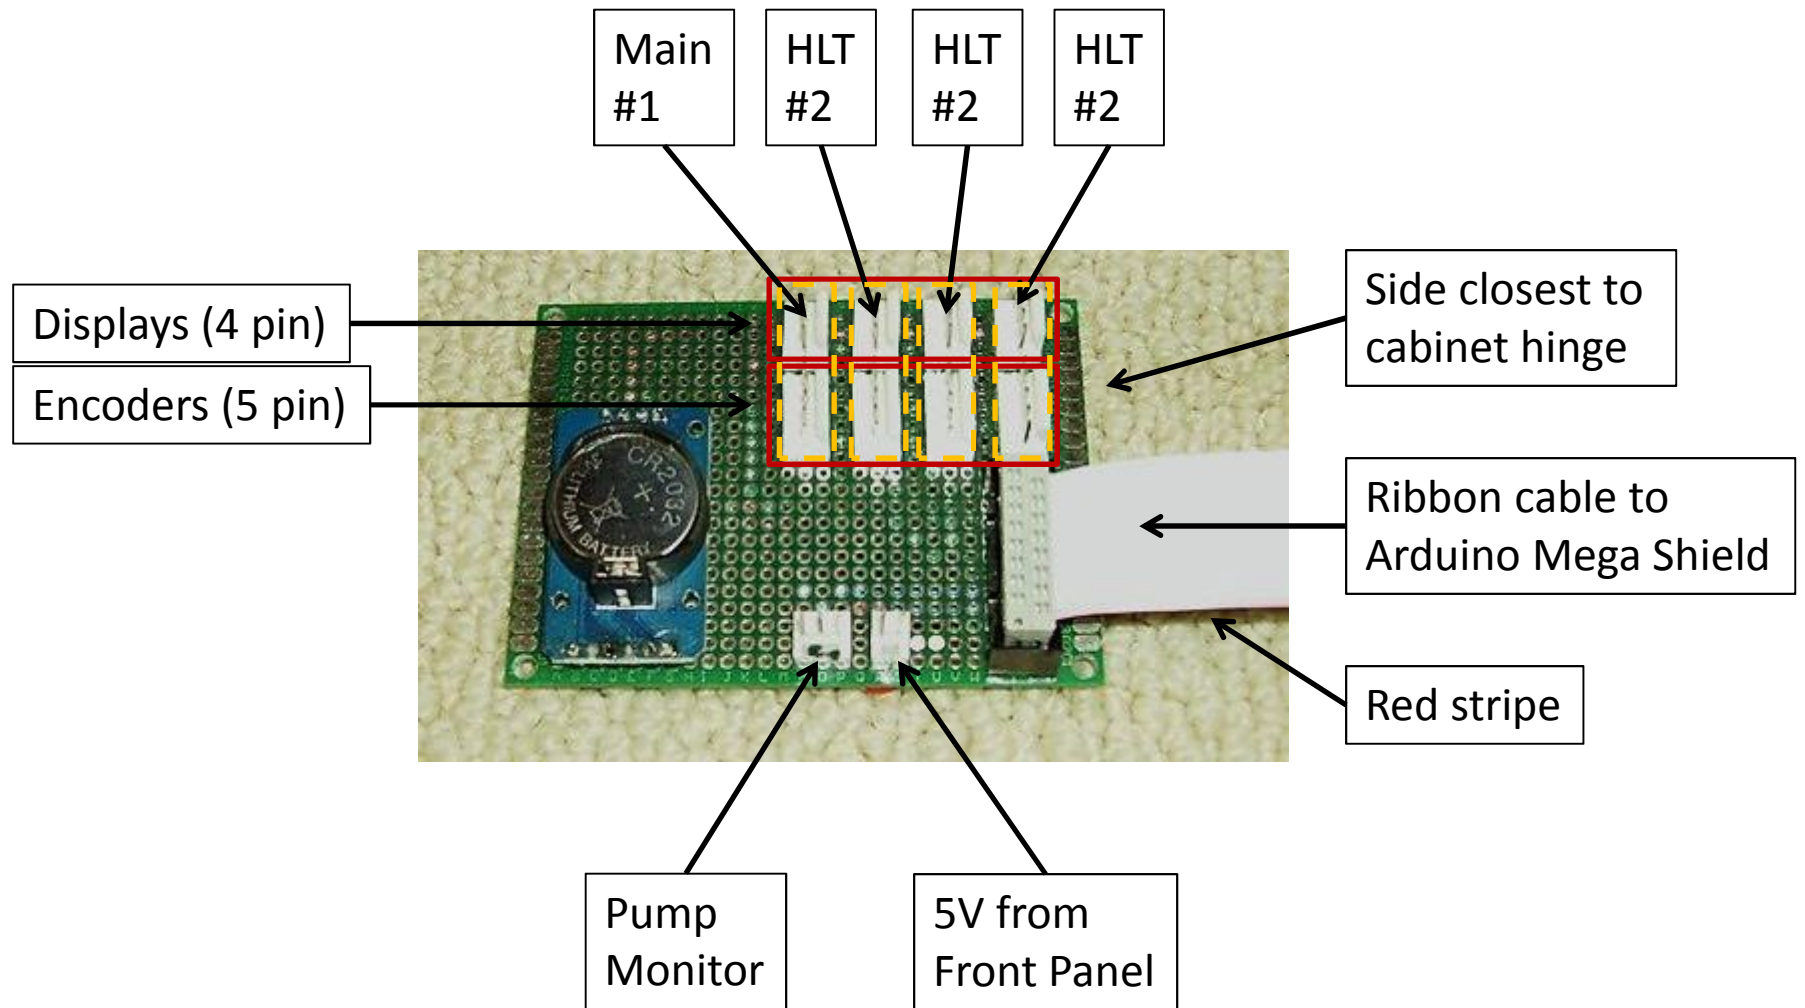 Main
#1
HLT
#2
HLT
#2
HLT
#2
Displays (4 pin)
Encoders (5 pin)
Side closest to
cabinet hinge
CR2032
LITHIUM BATTERY
+
Ribbon cable to
Arduino Mega Shield
Red stripe
Pump
Monitor
5V from
Front Panel